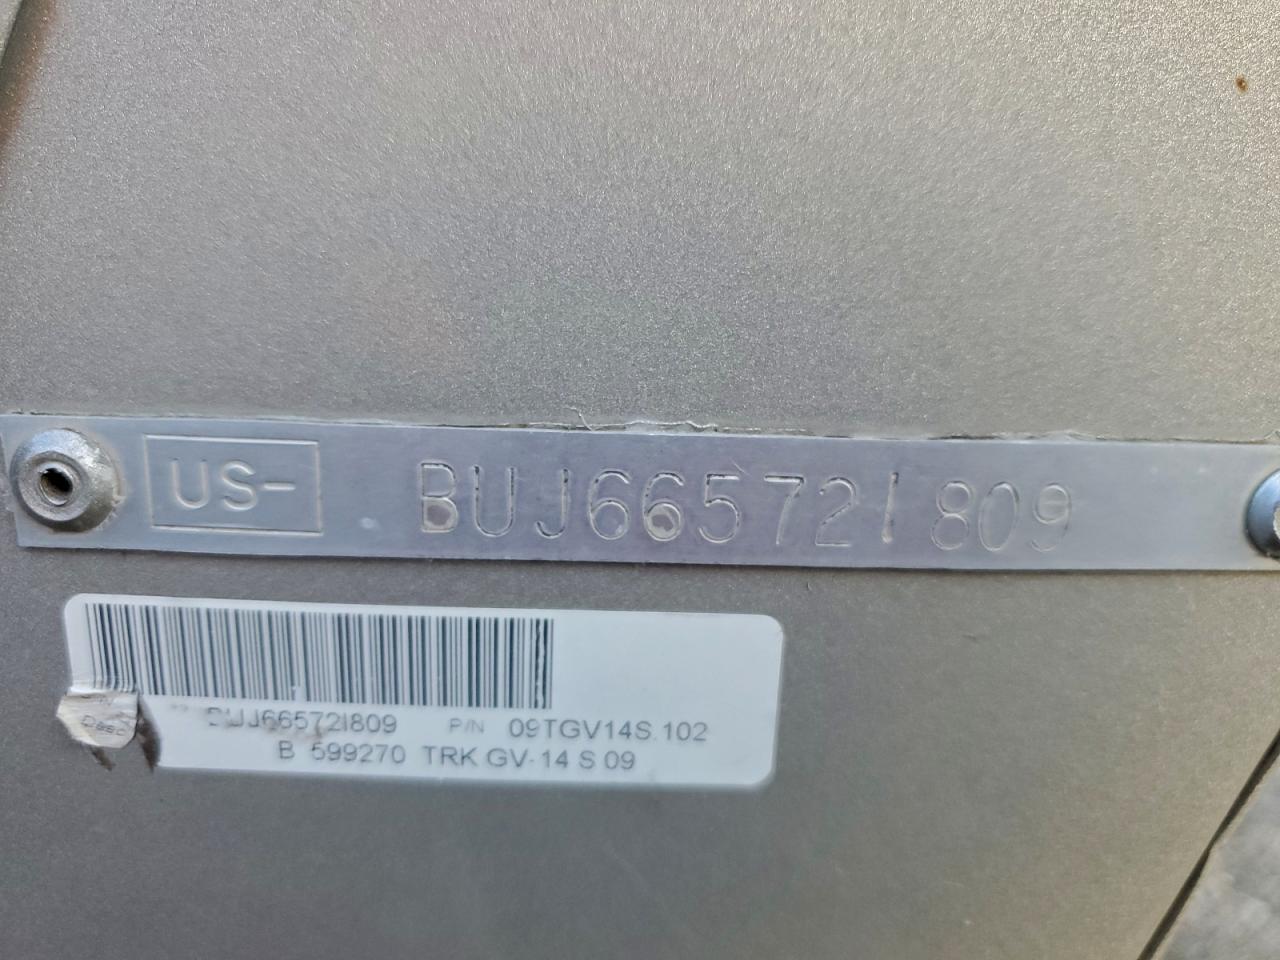 US- BUJ66572I809
BUJ66572I809 P/N 09TGV14S.102
B 599270 TRK GV-14 S 09